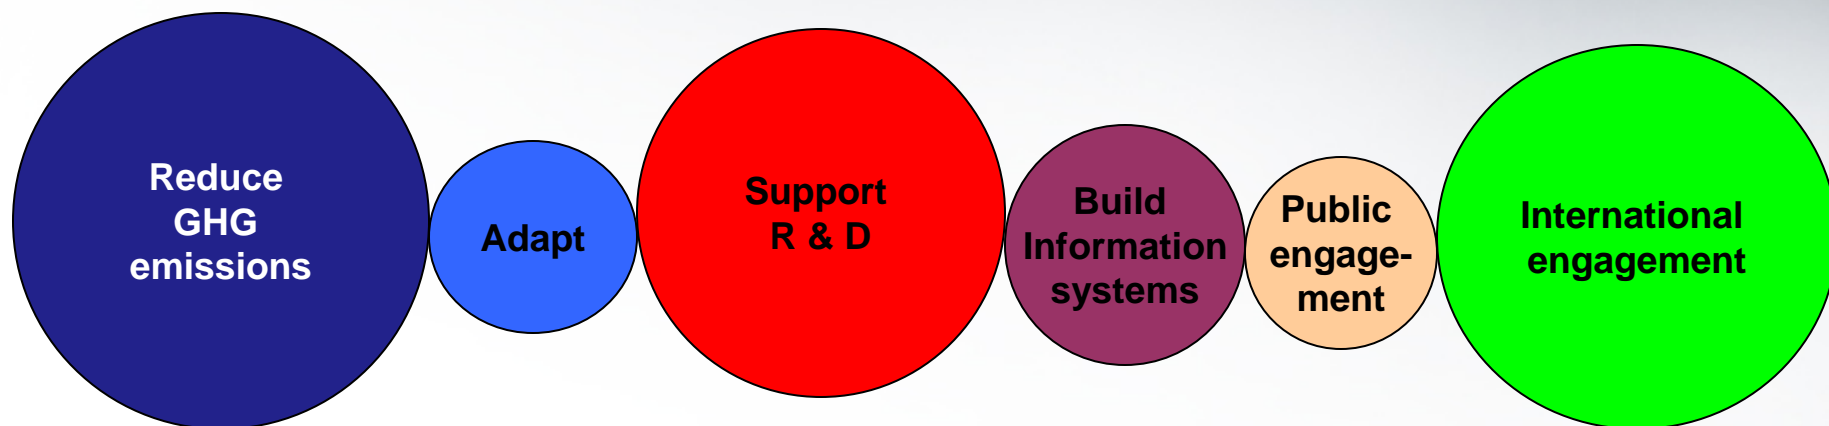 Reduce
GHG
emissions
Adapt
Support
R & D
Build
Information
systems
Public
engage-
ment
International
engagement